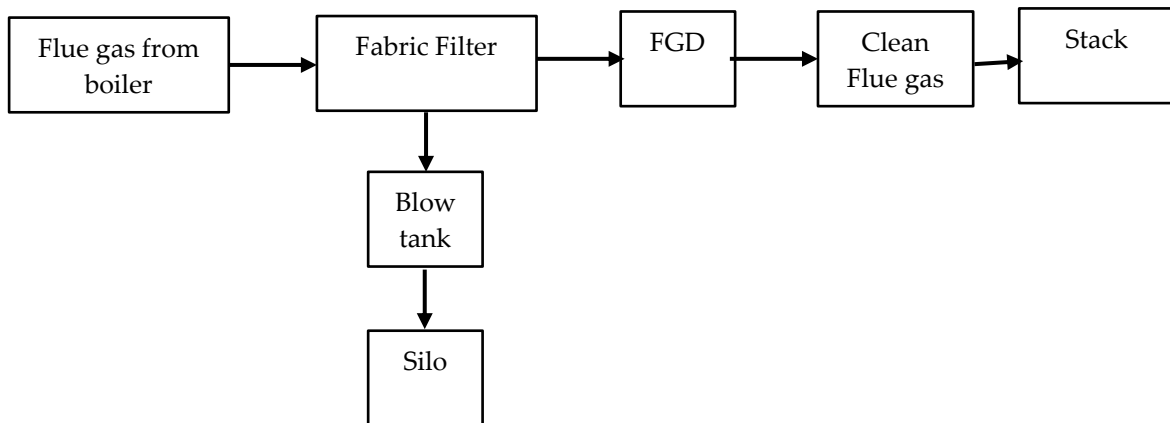 Flue gas from
boiler
Fabric Filter
FGD
Clean
Flue gas
Stack
Blow
tank
Silo